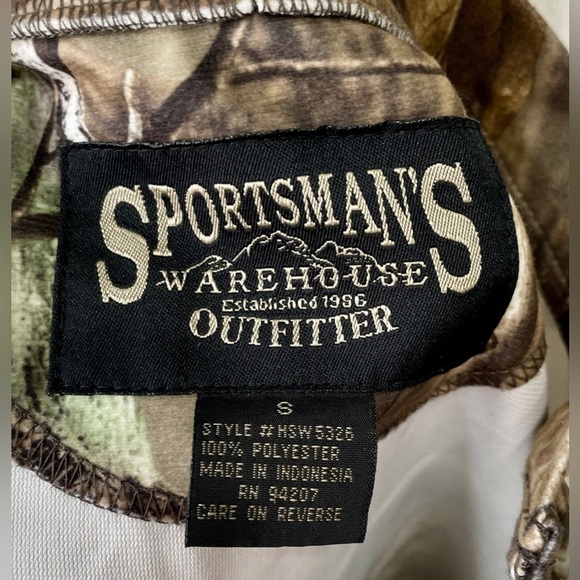 SPORTSMAN'S
WAREHOUSE
Established 1986
OUTFITTER
S
STYLE # HSW5326
100% POLYESTER
MADE IN INDONESIA
RN 94207
CARE ON REVERSE